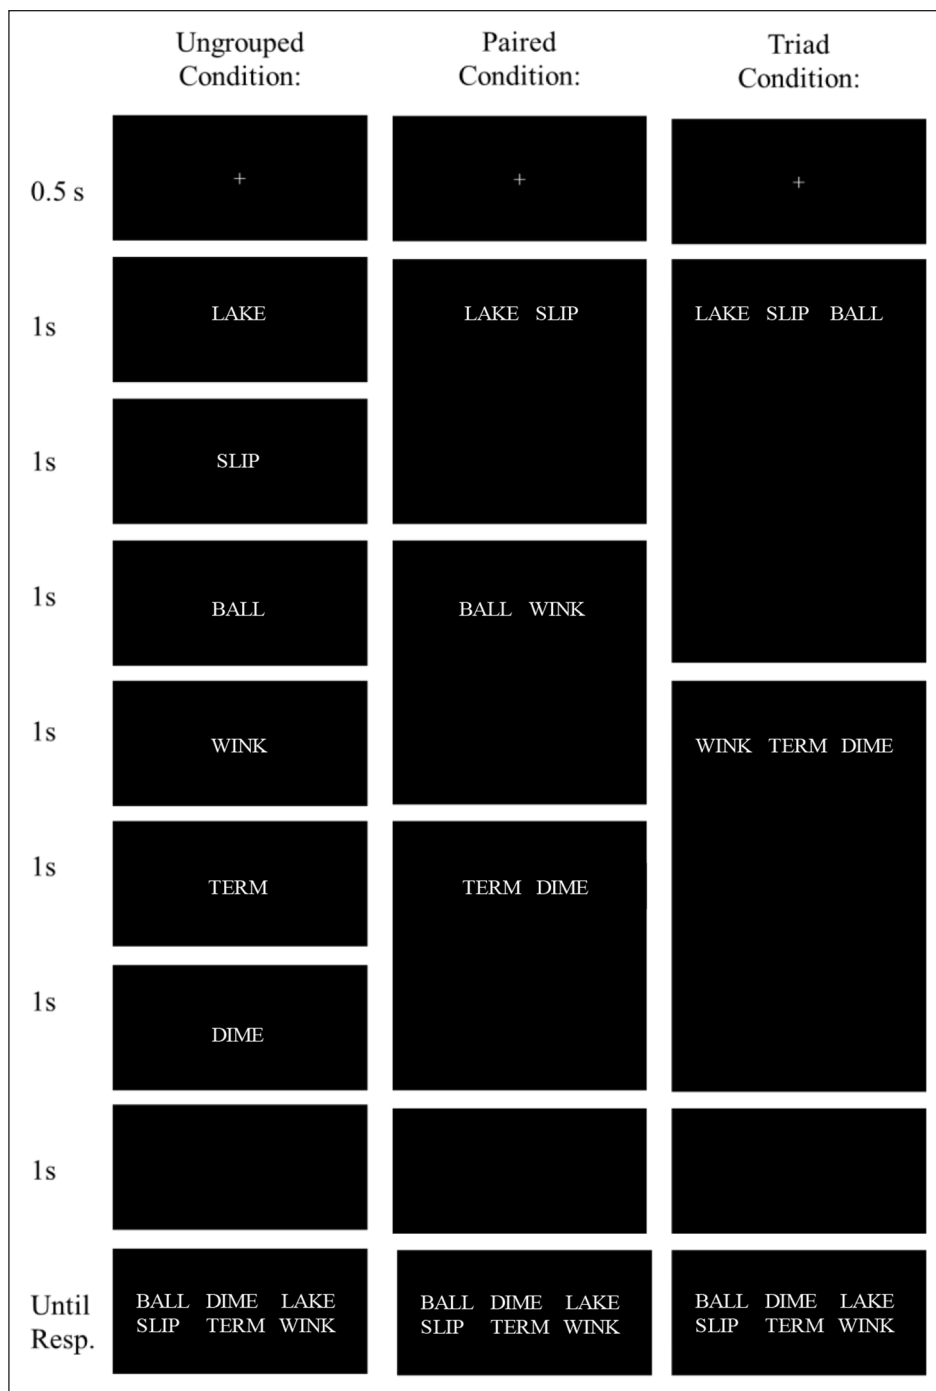 Ungrouped
Condition:
Paired
Condition:
Triad
Condition:
0.5 s
+
+
+
1s
LAKE
LAKE SLIP
LAKE SLIP BALL
1s
SLIP
1s
BALL
BALL WINK
1s
WINK
WINK TERM DIME
1s
TERM
TERM DIME
1s
DIME
1s
Until
Resp.
BALL DIME LAKE
SLIP TERM WINK
BALL DIME LAKE
SLIP TERM WINK
BALL DIME LAKE
SLIP TERM WINK